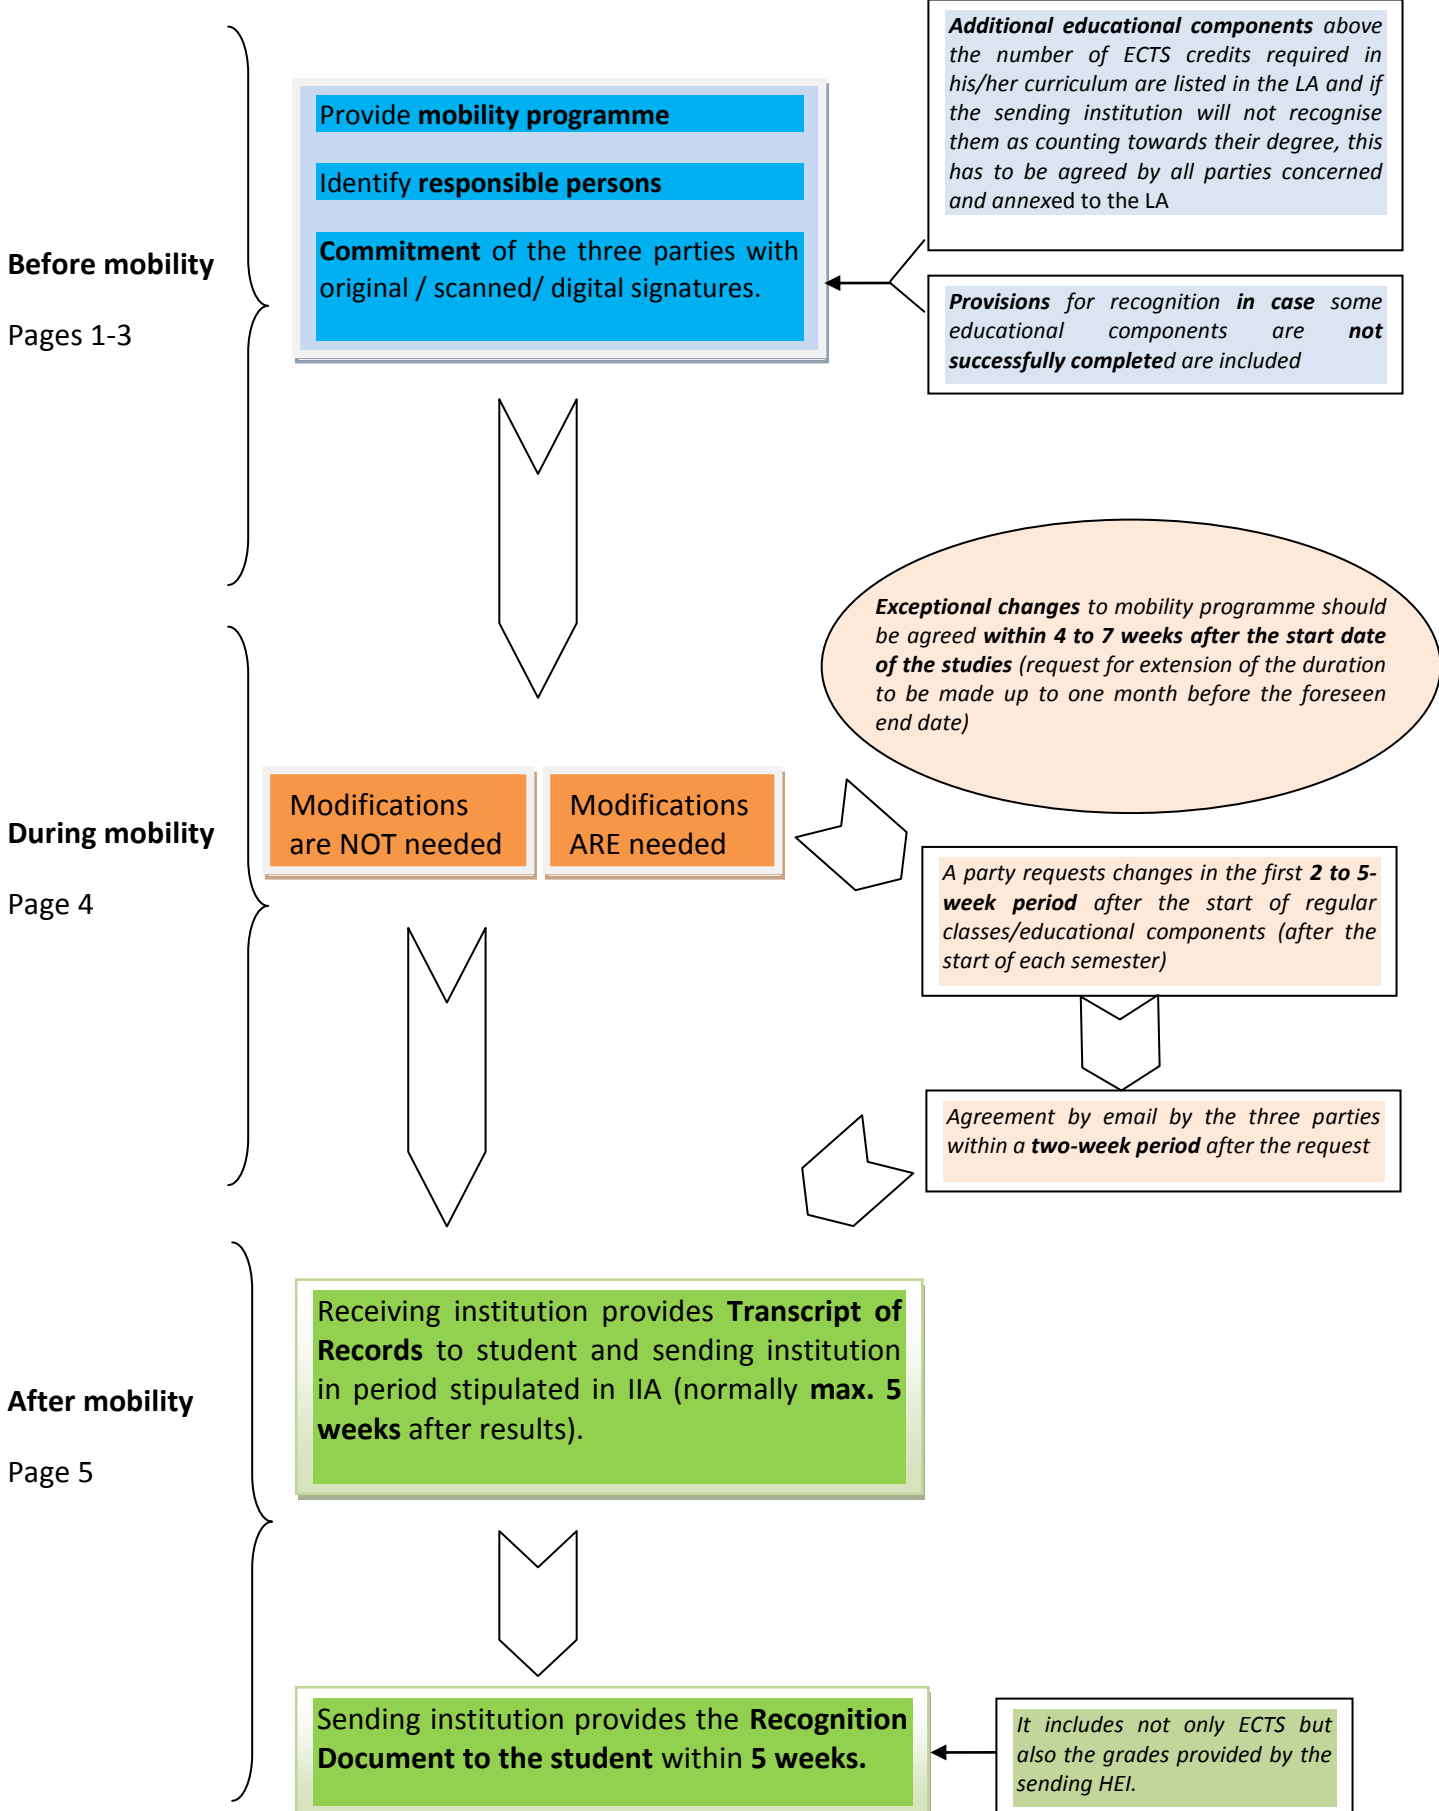 Additional educational components above
the number of ECTS credits required in
his/her curriculum are listed in the LA and if
the sending institution will not recognise
them as counting towards their degree, this
has to be agreed by all parties concerned
and annexed to the LA
Provide mobility programme
Identify responsible persons
Commitment of the three parties with
original / scanned/ digital signatures.
Before mobility
Pages 1-3
Provisions for recognition in case some
educational components are not
successfully completed are included
Exceptional changes to mobility programme should
be agreed within 4 to 7 weeks after the start date
of the studies (request for extension of the duration
to be made up to one month before the foreseen
end date)
During mobility
Page 4
Modifications
are NOT needed
Modifications
ARE needed
A party requests changes in the first 2 to 5-
week period after the start of regular
classes/educational components (after the
start of each semester)
Agreement by email by the three parties
within a two-week period after the request
After mobility
Page 5
Receiving institution provides Transcript of
Records to student and sending institution
in period stipulated in IIA (normally max. 5
weeks after results).
Sending institution provides the Recognition
Document to the student within 5 weeks.
It includes not only ECTS but
also the grades provided by the
sending HEI.